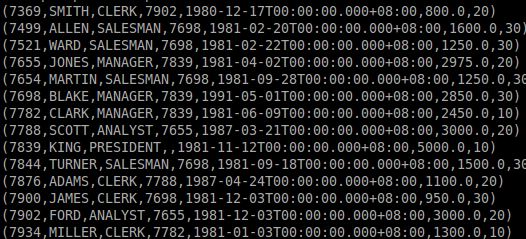 (7369,SMITH,CLERK,7902,1980-12-17T00:00:00.000+08:00,800.0,20)
(7499,ALLEN,SALESMAN,7698,1981-02-20T00:00:00.000+08:00,1600.0,30)
(7521,WARD,SALESMAN,7698,1981-02-22T00:00:00.000+08:00,1250.0,30)
(7655,JONES,MANAGER,7839,1981-04-02T00:00:00.000+08:00,2975.0,20)
(7654,MARTIN,SALESMAN,7698,1981-09-28T00:00:00.000+08:00,1250.0,30
(7698,BLAKE,MANAGER,7839,1991-05-01T00:00:00.000+08:00,2850.0,30)
(7782,CLARK,MANAGER,7839,1981-06-09T00:00:00.000+08:00,2450.0,10)
(7788,SCOTT,ANALYST,7655,1987-03-21T00:00:00.000+08:00,3000.0,20)
(7839,KING,PRESIDENT,,1981-11-12T00:00:00.000+08:00,5000.0,10)
(7844,TURNER,SALESMAN,7698,1981-09-18T00:00:00.000+08:00,1500.0,30
(7876,ADAMS,CLERK,7788,1987-04-24T00:00:00.000+08:00,1100.0,20)
(7900,JAMES,CLERK,7698,1981-12-03T00:00:00.000+08:00,950.0,30)
(7902,FORD,ANALYST,7655,1981-12-03T00:00:00.000+08:00,3000.0,20)
(7934,MILLER,CLERK,7782,1981-01-03T00:00:00.000+08:00,1300.0,10)